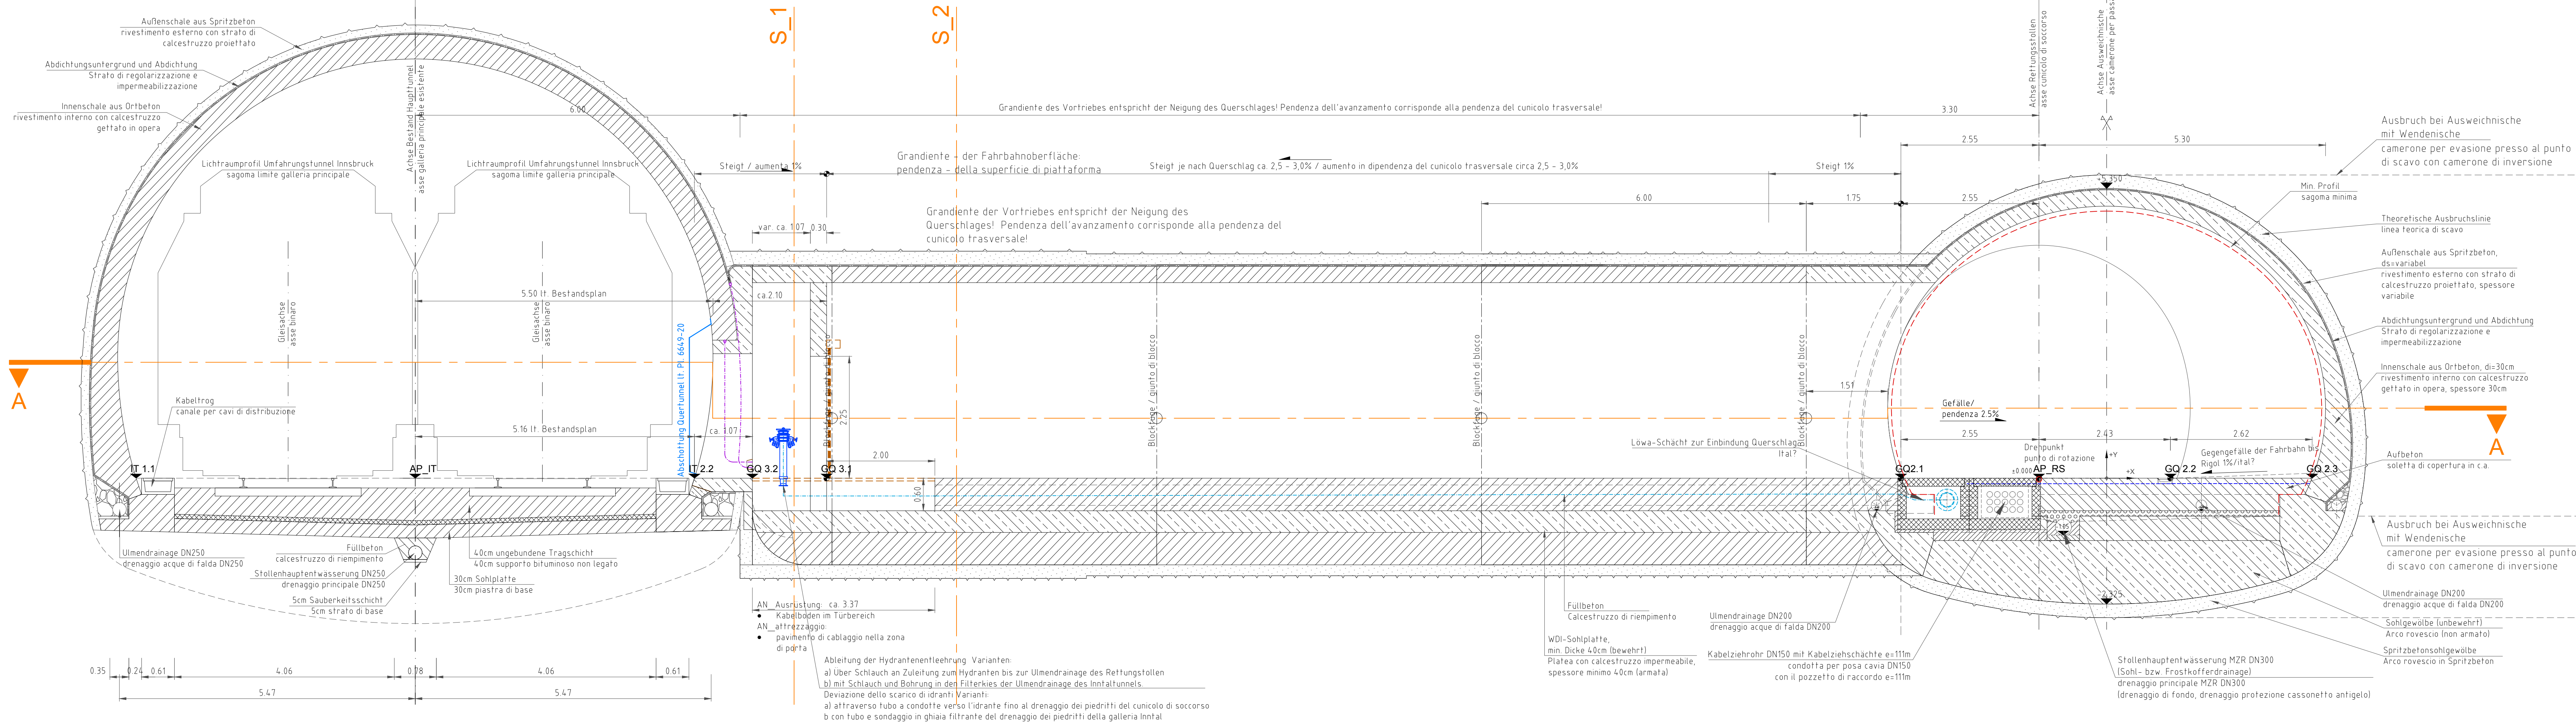 Außenschale aus Spritzbeton
rivestimento esterno con strato di
calcestruzzo proiettato
Abdichtungsuntergrund und Abdichtung
Strato di regolarizzazione e
impermeabilizzazione
Innenschale aus Ortbeton
rivestimento interno con calcestruzzo
gettato in opera
Achse Bestand Haupttunnel
asse galleria principale esistente
6.00
Lichtraumprofil Umfahrungstunnel Innsbruck
sagoma limite galleria principale
Lichtraumprofil Umfahrungstunnel Innsbruck
sagoma limite galleria principale
Gleisachse
asse binaro
Gleisachse
asse binaro
5.50 lt. Bestandsplan
5.16 lt. Bestandsplan
ca. 1.07
Abschottung Quertunnel lt. P1. 6649-20
A
Kabeltrog
canale per cavi di distribuzione
IT 1.1
AP_IT
IT 2.2
GQ 3.2
GQ 3.1
Ulmendrainage DN250
drenaggio acque di falda DN250
Füllbeton
calcestruzzo di riempimento
Stollenhauptentwässerung DN250
drenaggio principale DN250
5cm Sauberkeitsschicht
5cm strato di base
40cm ungebundene Tragschicht
40cm supporto bituminoso non legato
30cm Sohlplatte
30cm piastra di base
0.35
0.24
0.61
4.06
0.78
4.06
0.61
5.47
5.47
S_1
S_2
Grandiente des Vortriebes entspricht der Neigung des Querschlages! Pendenza dell'avanzamento corrisponde alla pendenza del cunicolo trasversale!
3.30
Steigt / aumenta 1%
Grandiente - der Fahrbahnoberfläche:
pendenza - della superficie di piattaforma
Steigt je nach Querschlag ca. 2,5 - 3,0% / aumento in dipendenza del cunicolo trasversale circa 2,5 - 3,0%
Steigt 1%
Grandiente der Vortriebes entspricht der Neigung des
Querschlages! Pendenza dell'avanzamento corrisponde alla pendenza del
cunicolo trasversale!
var. ca. 1.07
0.30
6.00
1.75
2.55
ca.2.10
2.25
2.00
0.60
1.51
Blockfuge / giunto di blocco
Blockfuge / giunto di blocco
Blockfuge / giunto di blocco
Blockfuge / giunto di blocco
AN_Ausrüstung: ca. 3.37
• Kabelboden im Türbereich
AN_attrezzaggio:
• pavimento di cablaggio nella zona
di porta
Ableitung der Hydrantenentleerung Varianten:
a) Über Schlauch an Zuleitung zum Hydranten bis zur Ulmendrainage des Rettungstollen
b) mit Schlauch und Bohrung in den Filterkies der Ulmendrainage des Inntaltunnels
Deviazione dello scarico di idranti Varianti:
a) attraverso tubo a condotte verso l'idrante fino al drenaggio dei piedritti del cunicolo di soccorso
b con tubo e sondaggio in ghiaia filtrante del drenaggio dei piedritti della galleria Inntal
Füllbeton
Calcestruzzo di riempimento
WDI-Sohlplatte,
min. Dicke 40cm (bewehrt)
Platea con calcestruzzo impermeabile,
spessore minimo 40cm (armata)
Ulmendrainage DN200
drenaggio acque di falda DN200
Kabelziehrohr DN150 mit Kabelziehschächte e=111m
condotta per posa cavia DN150
con il pozzetto di raccordo e=111m
Löwa-Schächt zur Einbindung Querschlag
Ital?
Achse Rettungsstollen
asse cunicolo di soccorso
Achse Ausweichnische
2.55
5.30
+5.350
Gefälle/
pendenza 2.5%
2.55
2.43
2.62
Drehpunkt
punto di rotazione
±0.000
+Y
+X
Gegengefälle der Fahrbahn bis
Rigol 1%/ital?
GQ2.1
AP_RS
GQ 2.2
GQ 2.3
1.05
-2.325
Ausbruch bei Ausweichnische
mit Wendenische
camerone per evasione presso al punto
di scavo con camerone di inversione
Min. Profil
sagoma minima
Theoretische Ausbruchslinie
linea teorica di scavo
Außenschale aus Spritzbeton,
ds=variabel
rivestimento esterno con strato di
calcestruzzo proiettato, spessore
variabile
Abdichtungsuntergrund und Abdichtung
Strato di regolarizzazione e
impermeabilizzazione
Innenschale aus Ortbeton, di=30cm
rivestimento interno con calcestruzzo
gettato in opera, spessore 30cm
A
Aufbeton
soletta di copertura in c.a.
Ausbruch bei Ausweichnische
mit Wendenische
camerone per evasione presso al punto
di scavo con camerone di inversione
Ulmendrainage DN200
drenaggio acque di falda DN200
Sohlgewölbe (unbewehrt)
Arco rovescio (non armato)
Spritzbetonsohlgewölbe
Arco rovescio in Spritzbeton
Stollenhauptentwässerung MZR DN300
(Sohl- bzw. Frostkofferdrainage)
drenaggio principale MZR DN300
(drenaggio di fondo, drenaggio protezione cassonetto antigelo)